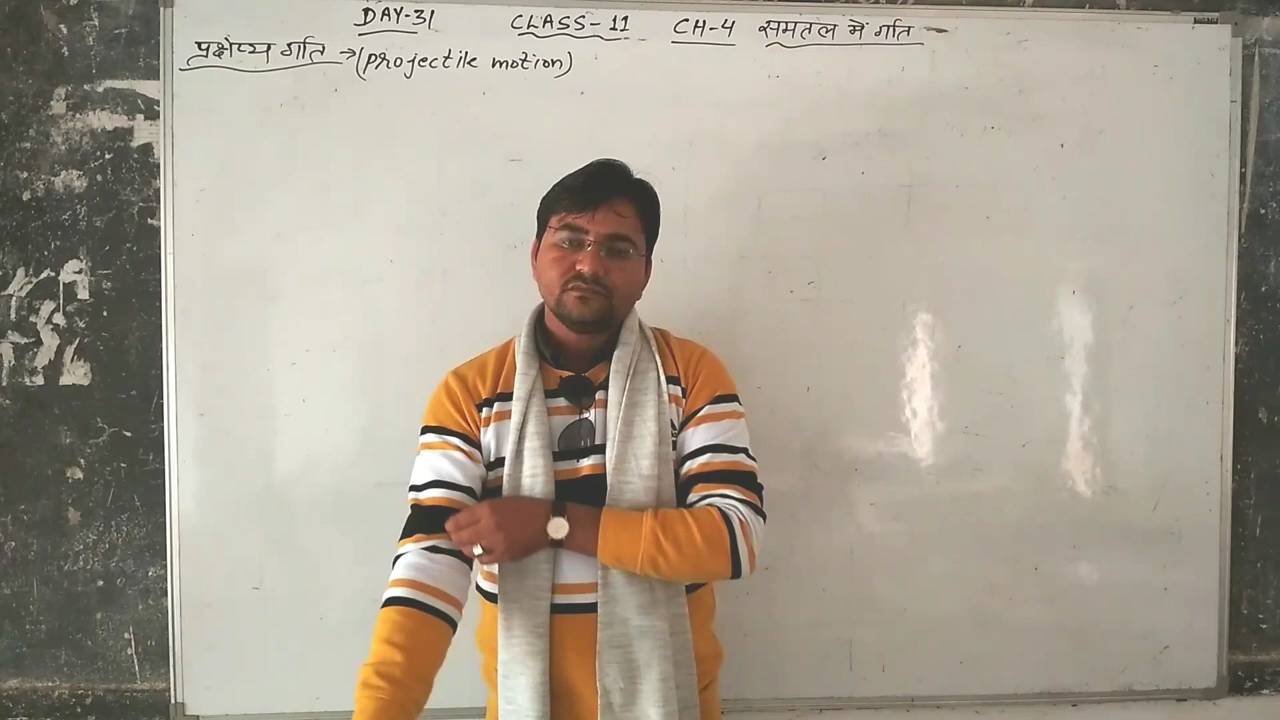 DAY-31 CLASS-11 CH-4 समतल में गति
प्रक्षेप्य गति → (projectile motion)